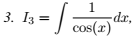 3. I₃ = ∫ 1/cos(x) dx,